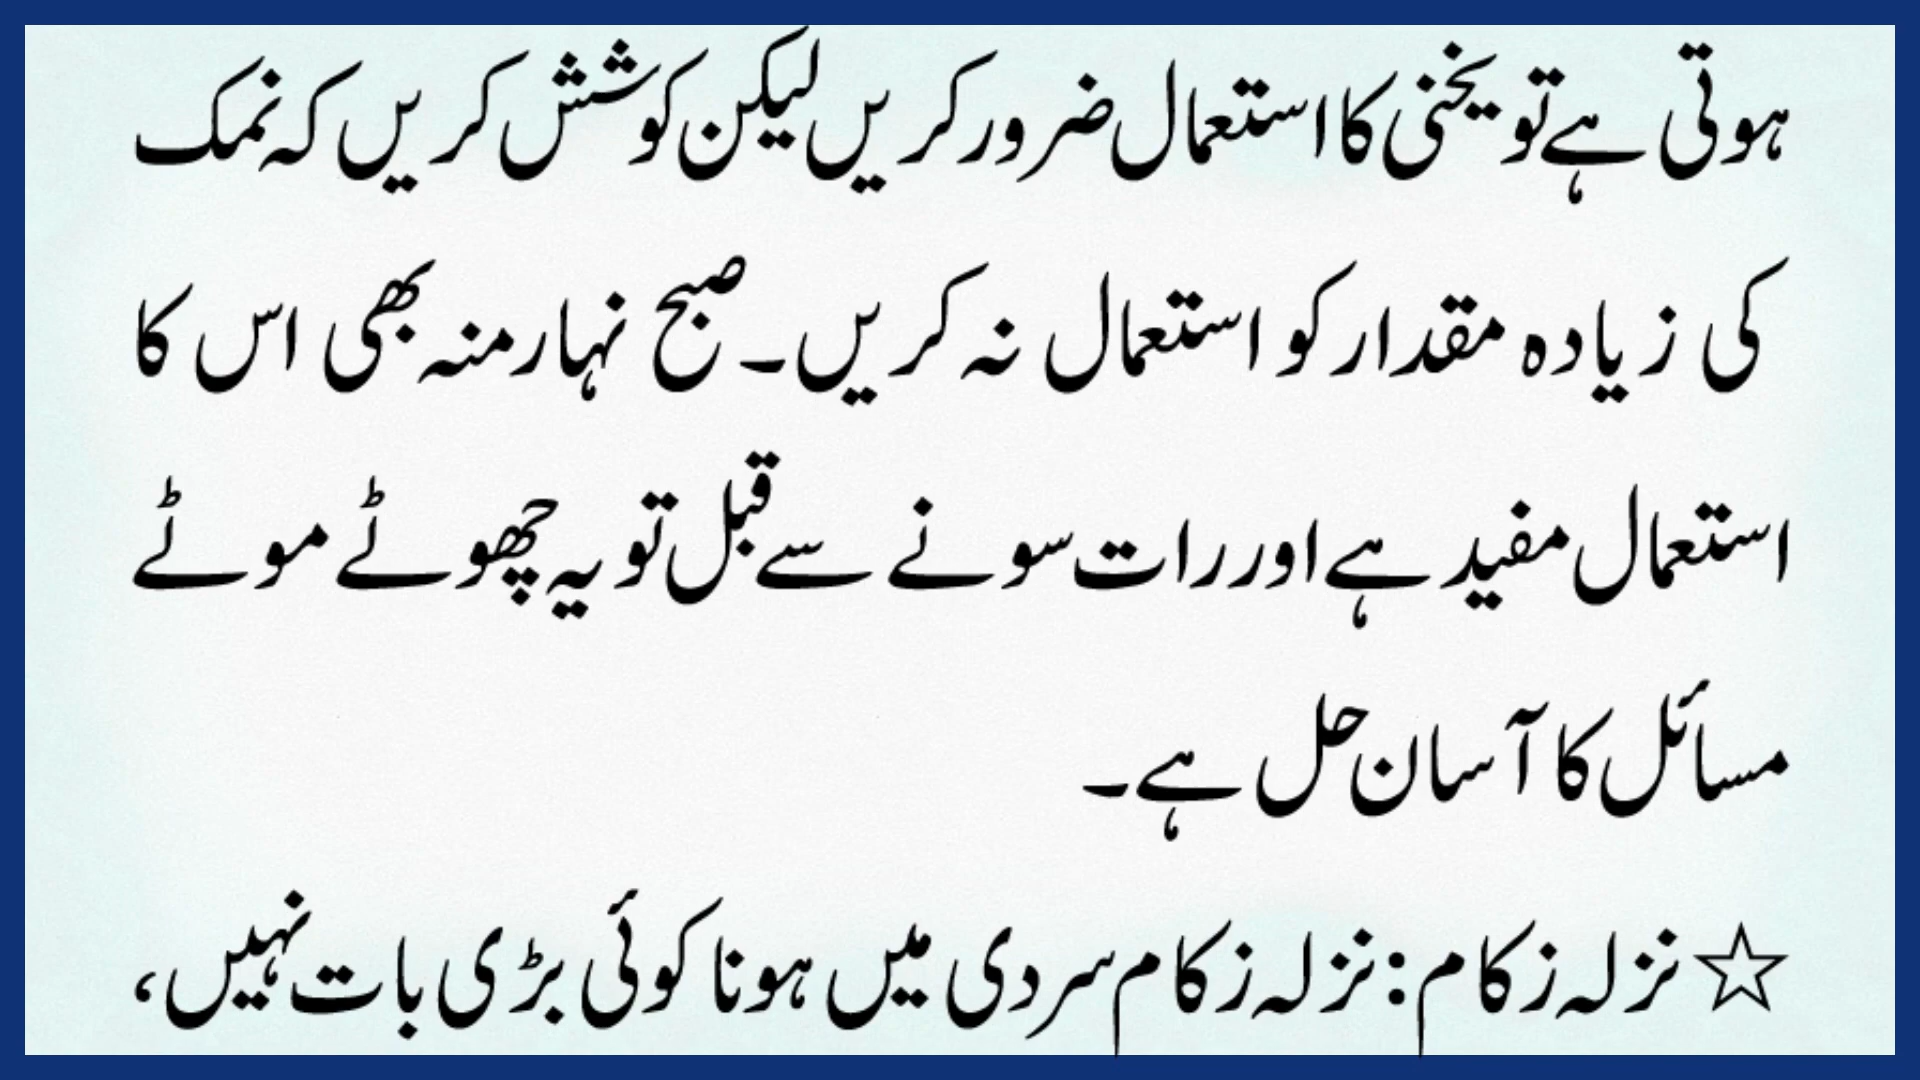 ہوتی ہے تو یخنی کا استعمال ضرور کریں لیکن کوشش کریں کہ نمک
کی زیادہ مقدار کو استعمال نہ کریں۔ صبح نہار منہ بھی اس کا
استعمال مفید ہے اور رات سونے سے قبل تو یہ چھوٹے موٹے
مسائل کا آسان حل ہے۔
☆ نزلہ زکام: نزلہ زکام سردی میں ہونا کوئی بڑی بات نہیں،